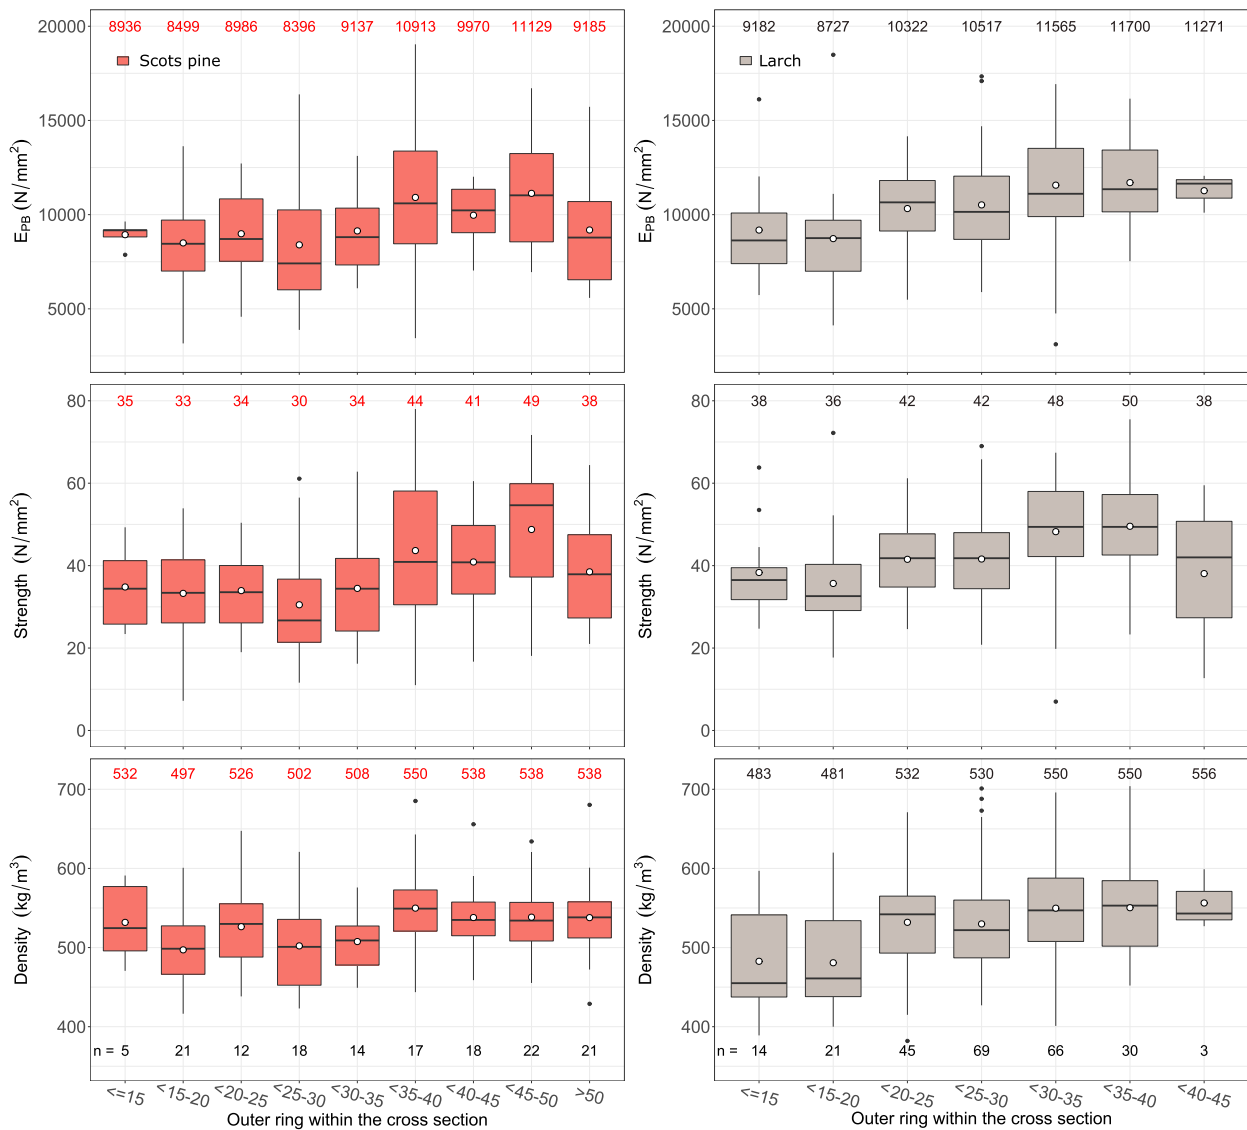 8936 8499 8986 8396 9137 10913 9970 11129 9185
Scots pine
20000
15000
10000
5000
E_PB (N/mm²)
9182 8727 10322 10517 11565 11700 11271
Larch
20000
15000
10000
5000
E_PB (N/mm²)
35 33 34 30 34 44 41 49 38
80
60
40
20
0
Strength (N/mm²)
38 36 42 42 48 50 38
80
60
40
20
0
Strength (N/mm²)
532 497 526 502 508 550 538 538 538
700
600
500
400
Density (kg/m³)
n = 5 21 12 18 14 17 18 22 21
<=15 <15-20 <20-25 <25-30 <30-35 <35-40 <40-45 <45-50 >50
Outer ring within the cross section
483 481 532 530 550 550 556
700
600
500
400
Density (kg/m³)
n = 14 21 45 69 66 30 3
<=15 <15-20 <20-25 <25-30 <30-35 <35-40 <40-45
Outer ring within the cross section